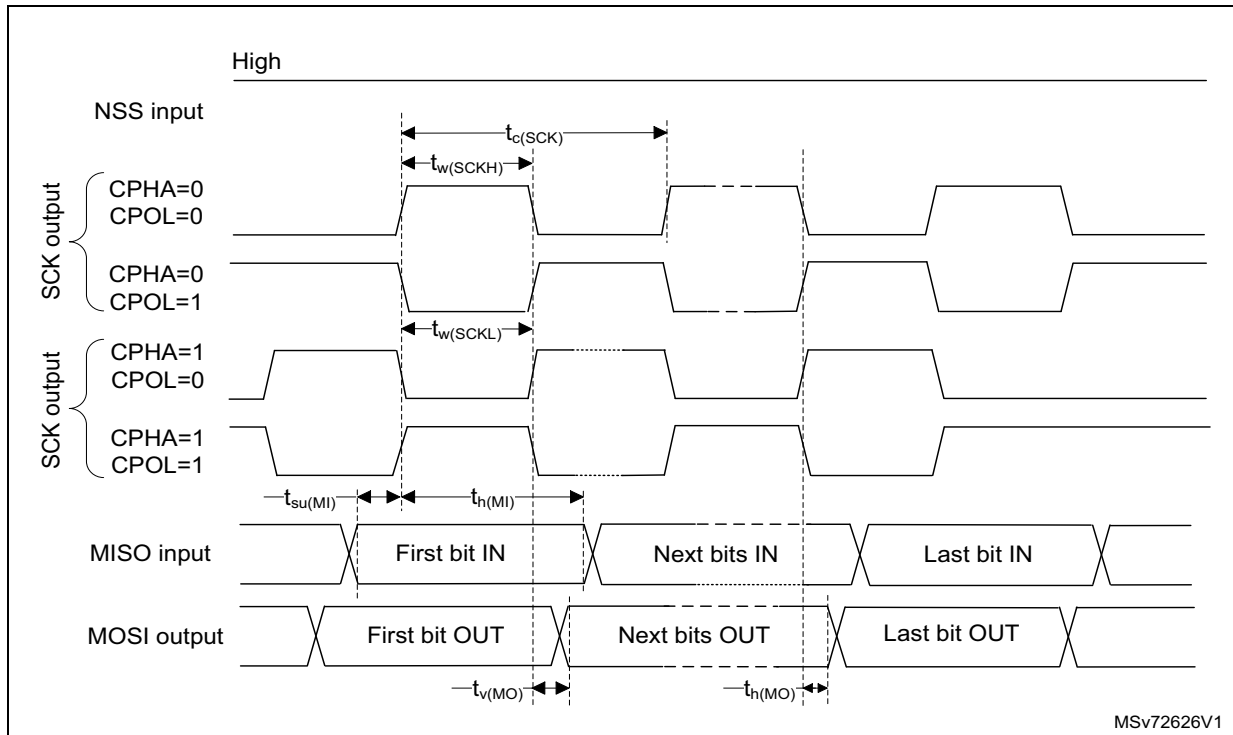 High
NSS input
tc(SCK)
tw(SCKH)
SCK output
CPHA=0
CPOL=0
CPHA=0
CPOL=1
tw(SCKL)
SCK output
CPHA=1
CPOL=0
CPHA=1
CPOL=1
tsu(MI)
th(MI)
MISO input
First bit IN
Next bits IN
Last bit IN
MOSI output
First bit OUT
Next bits OUT
Last bit OUT
tv(MO)
th(MO)
MSv72626V1